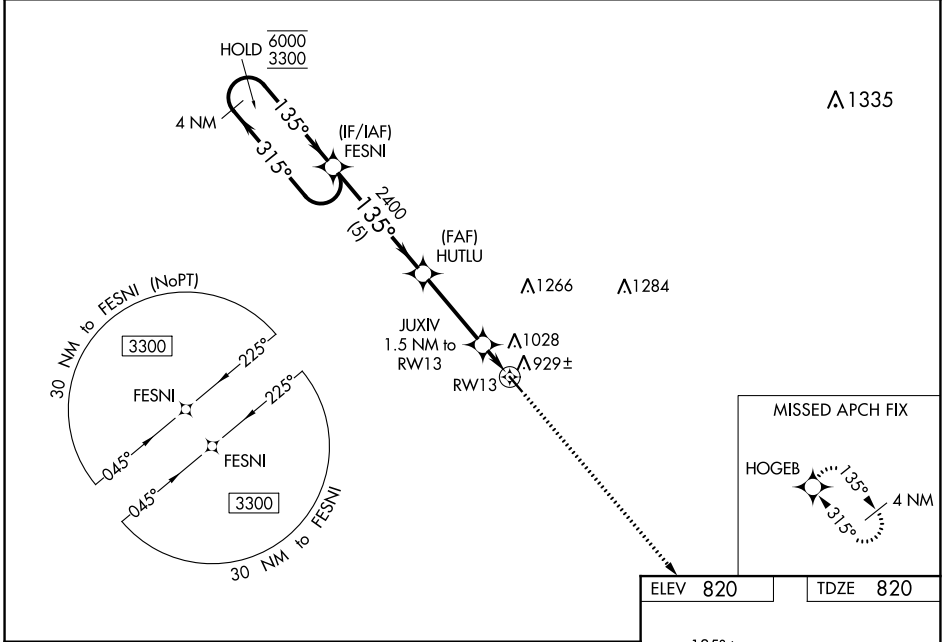 HOLD 6000
3300
4 NM
135°
315°
(IF/IAF)
FESNI
1335
2400
135°
(5)
(FAF)
HUTLU
1266
1284
JUXIV
1.5 NM to
RW13
1028
929±
RW13
30 NM to FESNI (NoPT)
3300
225°
FESNI
045°
225°
FESNI
045°
3300
30 NM to FESNI
MISSED APCH FIX
HOGEB
135°
315°
4 NM
ELEV 820
TDZE 820